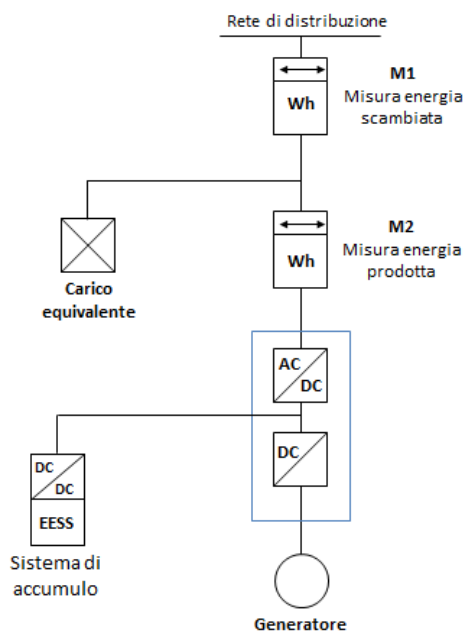 Rete di distribuzione
Wh
M1
Misura energia
scambiata
Carico
equivalente
Wh
M2
Misura energia
prodotta
AC
DC
DC
DC
DC
EESS
Sistema di
accumulo
Generatore